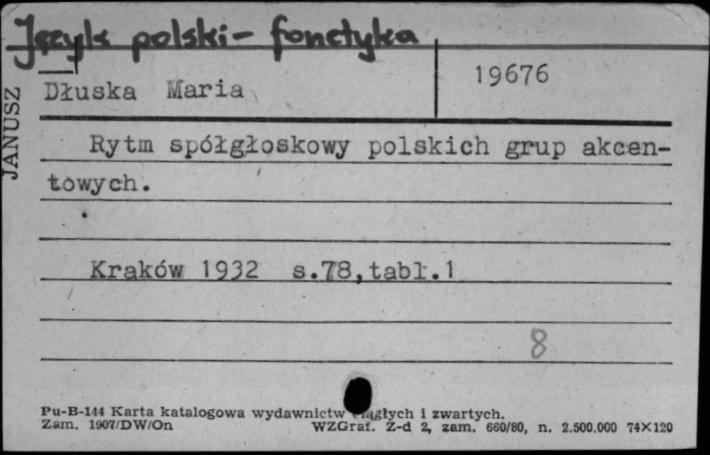 Język polski - fonetyka
19676
Dłuska Maria
JANUSZ
Rytm spółgłoskowy polskich grup akcen-
towych.
Kraków 1932 s.78,tabl.1
8
Pu-B-144 Karta katalogowa wydawnictw ciągłych i zwartych.
Zam. 1907/DW/On WZGraf. Z-d 2, zam. 660/80, n. 2.500.000 74×120